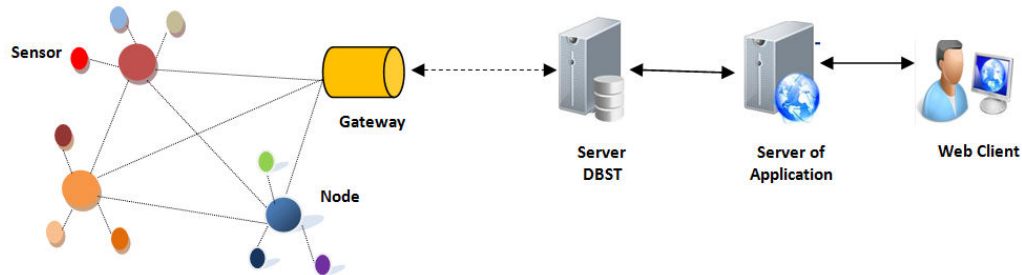 Sensor
Gateway
Node
Server
DBST
Server of
Application
Web Client